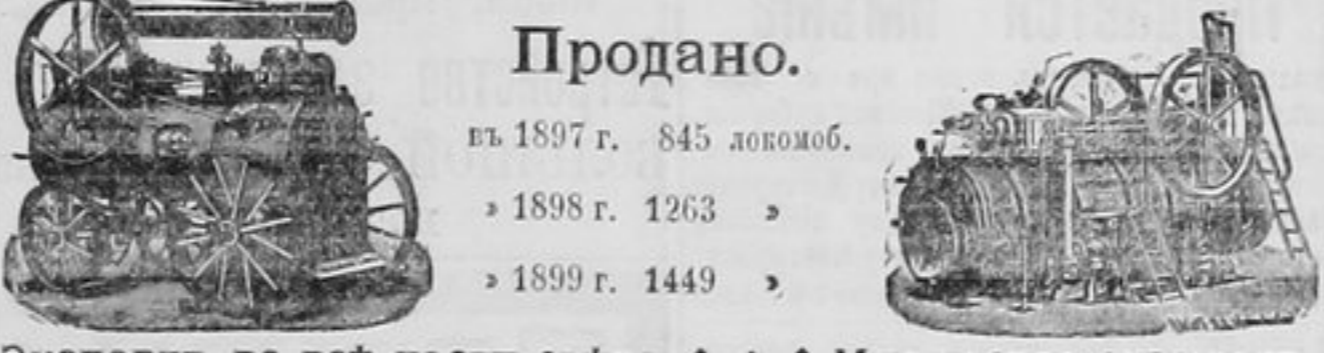 Продано.
въ 1897 г. 845 локомоб.
» 1898 г. 1263 »
» 1899 г. 1449 »